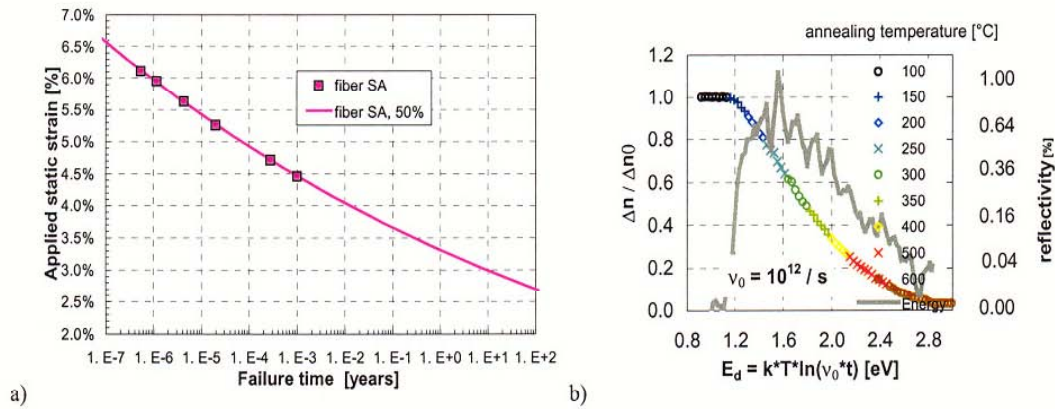 7.0%
6.5%
6.0%
5.5%
5.0%
4.5%
4.0%
3.5%
3.0%
2.5%
2.0%
Applied static strain [%]
fiber SA
fiber SA, 50%
1. E-7 1. E-6 1. E-5 1. E-4 1. E-3 1. E-2 1. E-1 1. E+0 1. E+1 1. E+2
Failure time [years]
a)
annealing temperature [°C]
1.2
1.0
0.8
0.6
0.4
0.2
0.0
Δn / Δn0
100
150
200
250
300
350
400
500
600
Energy
ν₀ = 10¹² / s
1.00
0.64
0.36
0.16
0.04
0.00
reflectivity [%]
0.8 1.2 1.6 2.0 2.4 2.8
E_d = k*T*ln(ν₀*t) [eV]
b)